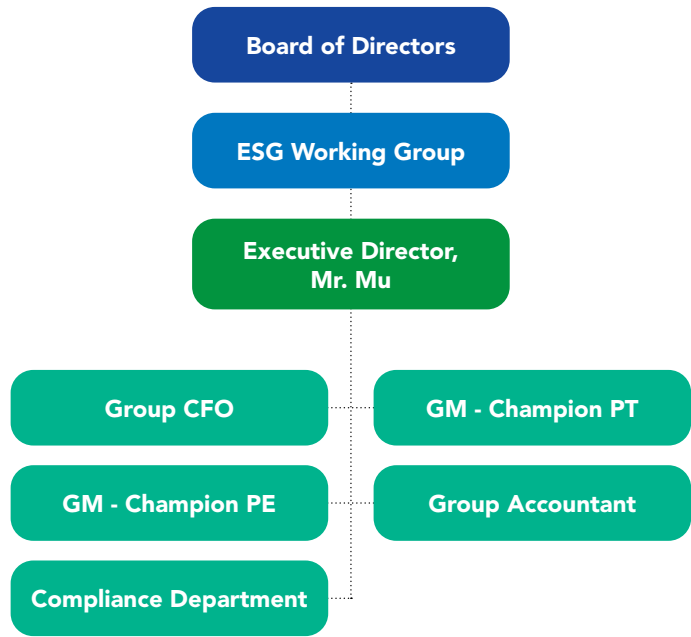 Board of Directors
ESG Working Group
Executive Director,
Mr. Mu
Group CFO
GM - Champion PT
GM - Champion PE
Group Accountant
Compliance Department